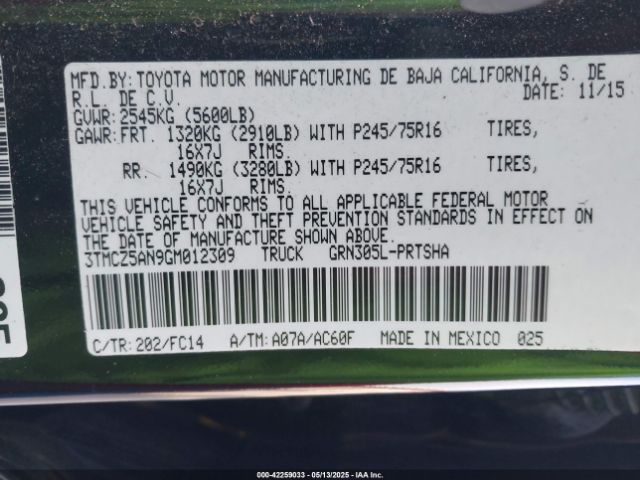 MFD.BY: TOYOTA MOTOR MANUFACTURING DE BAJA CALIFORNIA, S. DE
R.L. DE C.V. DATE: 11/15
GVWR: 2545KG (5600LB)
GAWR: FRT. 1320KG (2910LB) WITH P245/75R16 TIRES,
16X7J RIMS.
RR. 1490KG (3280LB) WITH P245/75R16 TIRES,
16X7J RIMS.
THIS VEHICLE CONFORMS TO ALL APPLICABLE FEDERAL MOTOR
VEHICLE SAFETY AND THEFT PREVENTION STANDARDS IN EFFECT ON
THE DATE OF MANUFACTURE SHOWN ABOVE.
3TMCZ5AN9GM012309 TRUCK GRN305L-PRTSHA
C/TR: 202/FC14 A/TM: A07A/AC60F MADE IN MEXICO 025
000-42259033 - 05/13/2025 - IAAI.COM